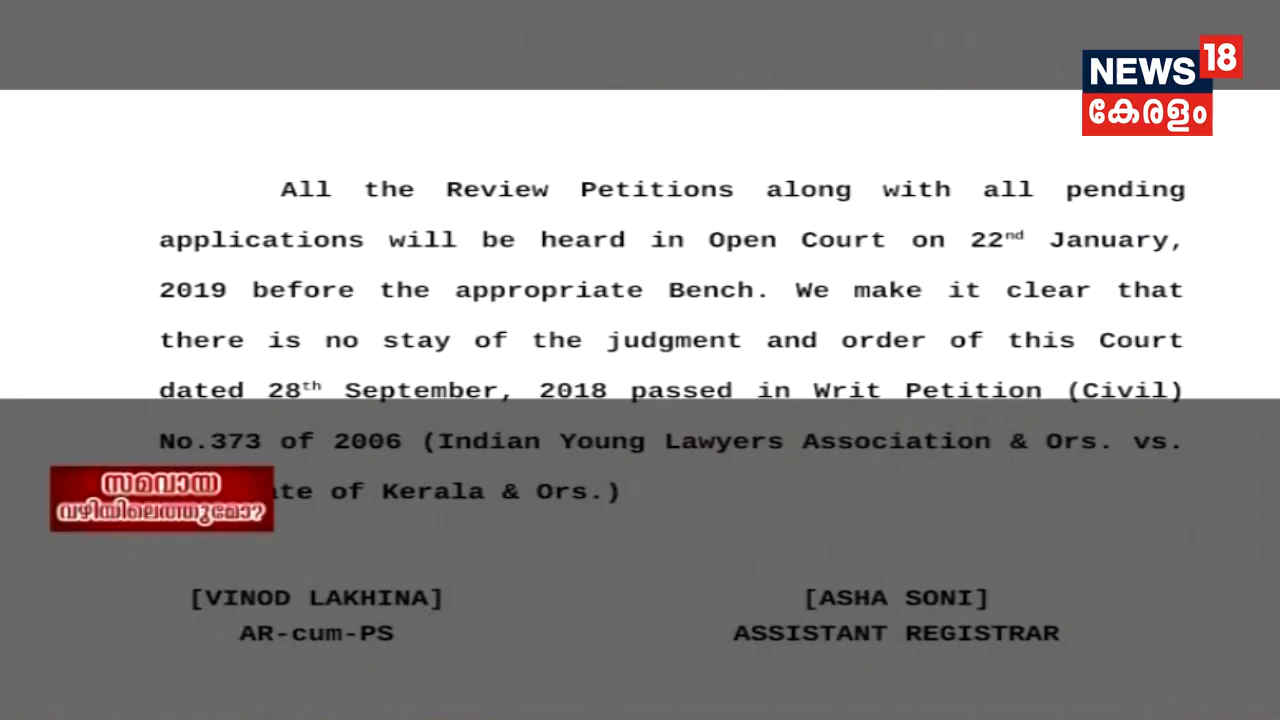 NEWS 18
കേരളം
All the Review Petitions along with all pending
applications will be heard in Open Court on 22nd January,
2019 before the appropriate Bench. We make it clear that
there is no stay of the judgment and order of this Court
dated 28th September, 2018 passed in Writ Petition (Civil)
No.373 of 2006 (Indian Young Lawyers Association & Ors. vs.
of Kerala & Ors.)
സമവായ
വഴിയിലെത്തുമോ?
[VINOD LAKHINA] [ASHA SONI]
AR-cum-PS ASSISTANT REGISTRAR